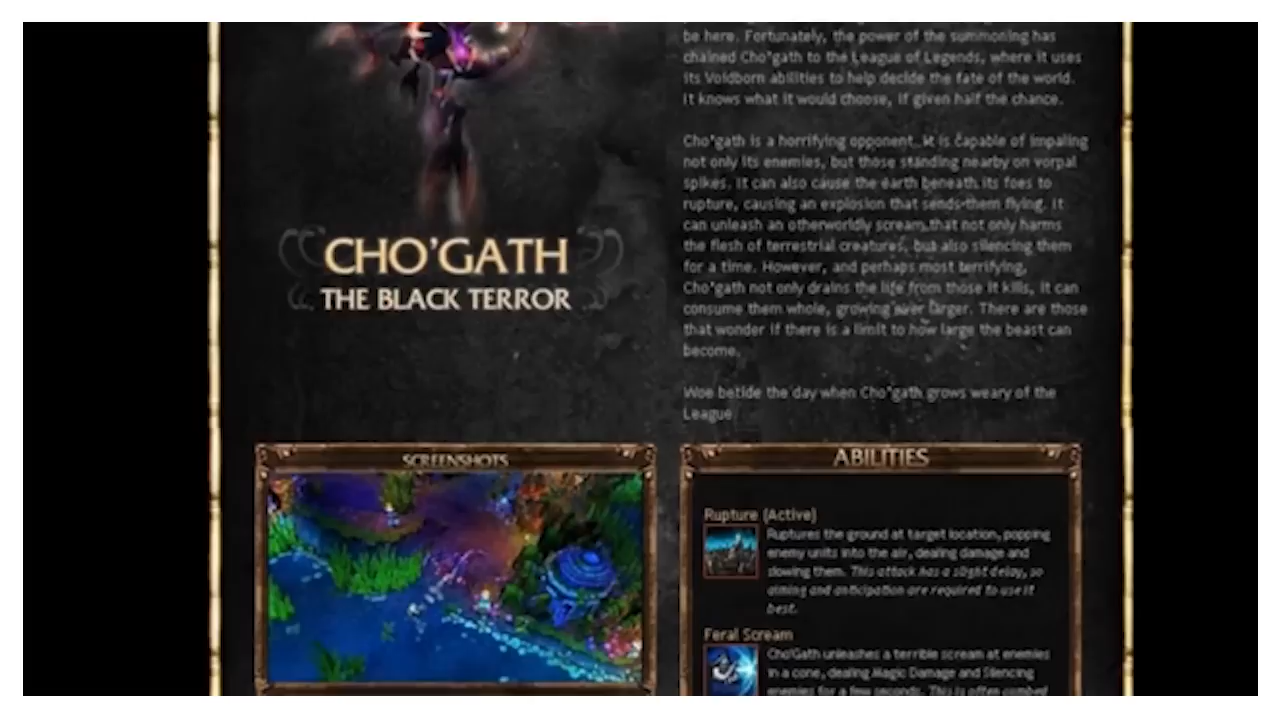 CHO'GATH
THE BLACK TERROR
be here. Fortunately, the power of the summoning has
chained Cho'gath to the League of Legends, where it uses
its Voidborn abilities to help decide the fate of the world.
It knows what it would choose, if given half the chance.
Cho'gath is a horrifying opponent. It is capable of impaling
not only its enemies, but those standing nearby on vorpal
spikes. It can also cause the earth beneath its foes to
rupture, causing an explosion that sends them flying. It
can unleash an otherworldly scream that not only harms
the flesh of terrestrial creatures, but also silencing them
for a time. However, and perhaps most terrifying,
Cho'gath not only drains the life from those it kills, it can
consume them whole, growing ever larger. There are those
that wonder if there is a limit to how large the beast can
become.
Woe betide the day when Cho'gath grows weary of the
League
SCREENSHOTS
ABILITIES
Rupture (Active)
Ruptures the ground at target location, popping
enemy units into the air, dealing damage and
slowing them. This attack has a slight delay, so
aiming and anticipation are required to use it
best.
Feral Scream
Cho'Gath unleashes a terrible scream at enemies
in a cone, dealing Magic Damage and Silencing
enemies for a few seconds. This is often combed